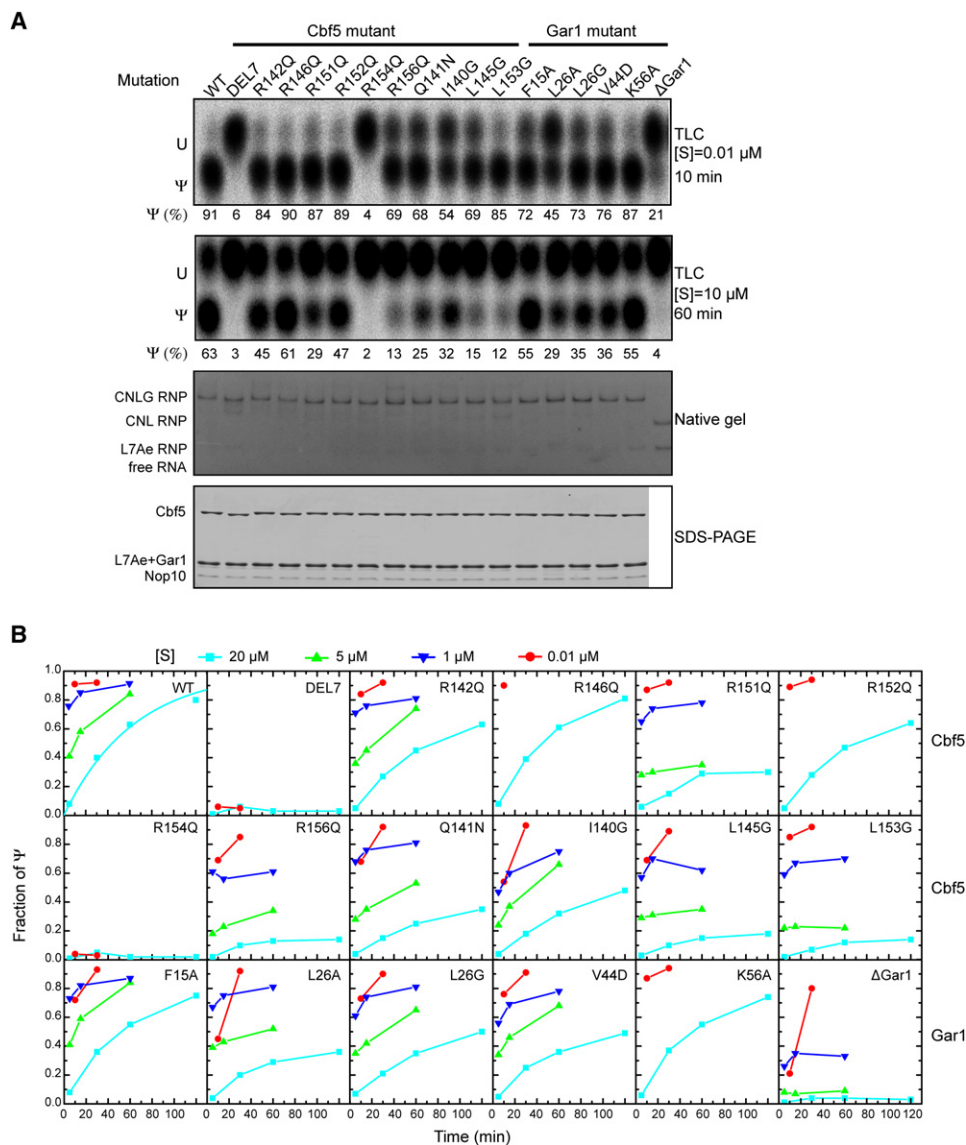 A
Cbf5 mutant
Gar1 mutant
Mutation
WT
DEL7
R142Q
R146Q
R151Q
R152Q
R154Q
R156Q
Q141N
I140G
L145G
L153G
F15A
L26A
L26G
V44D
K56A
ΔGar1
U
Ψ
TLC
[S]=0.01 µM
10 min
Ψ (%) 91 6 84 90 87 89 4 69 68 54 69 85 72 45 73 76 87 21
U
Ψ
TLC
[S]=10 µM
60 min
Ψ (%) 63 3 45 61 29 47 2 13 25 32 15 12 55 29 35 36 55 4
CNLG RNP
CNL RNP
L7Ae RNP
free RNA
Native gel
Cbf5
L7Ae+Gar1
Nop10
SDS-PAGE
B
[S] 20 µM 5 µM 1 µM 0.01 µM
1.0
0.8
0.6
0.4
0.2
0.0
WT DEL7 R142Q R146Q R151Q R152Q
Cbf5
0.8
0.6
0.4
0.2
0.0
R154Q R156Q Q141N I140G L145G L153G
Cbf5
0.8
0.6
0.4
0.2
0.0
F15A L26A L26G V44D K56A ΔGar1
Gar1
Fraction of Ψ
0 20 40 60 80 100 0 20 40 60 80 100 0 20 40 60 80 100 0 20 40 60 80 100 0 20 40 60 80 100 0 20 40 60 80 100 120
Time (min)